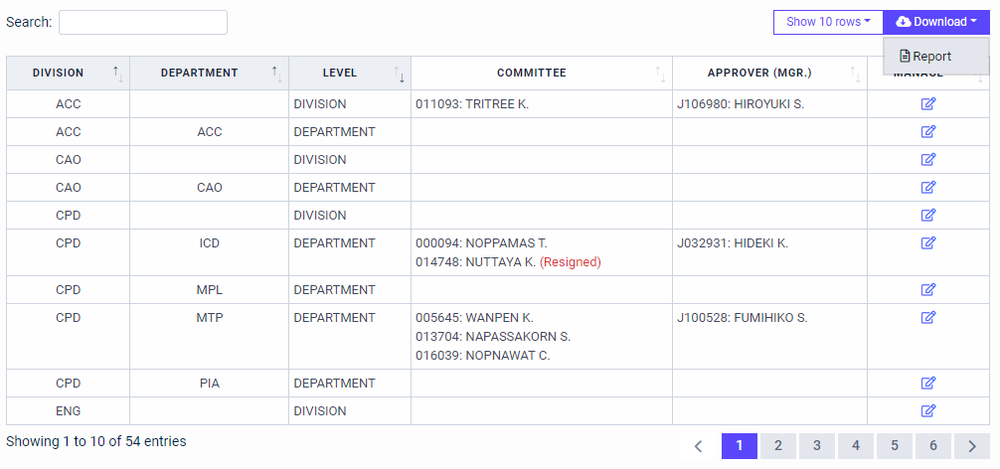 Search:
Show 10 rows
Download
Report
DIVISION DEPARTMENT LEVEL COMMITTEE APPROVER (MGR.) MANAGE
ACC DIVISION 011093: TRITREE K. J106980: HIROYUKI S.
ACC ACC DEPARTMENT
CAO DIVISION
CAO CAO DEPARTMENT
CPD DIVISION
CPD ICD DEPARTMENT 000094: NOPPAMAS T. J032931: HIDEKI K.
014748: NUTTAYA K. (Resigned)
CPD MPL DEPARTMENT
CPD MTP DEPARTMENT 005645: WANPEN K. J100528: FUMIHIKO S.
013704: NAPASSAKORN S.
016039: NOPNAWAT C.
CPD PIA DEPARTMENT
ENG DIVISION
Showing 1 to 10 of 54 entries
1 2 3 4 5 6